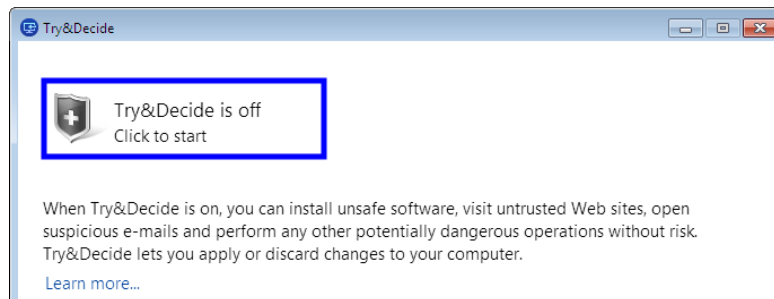 Try&Decide
Try&Decide is off
Click to start
When Try&Decide is on, you can install unsafe software, visit untrusted Web sites, open
suspicious e-mails and perform any other potentially dangerous operations without risk.
Try&Decide lets you apply or discard changes to your computer.
Learn more...